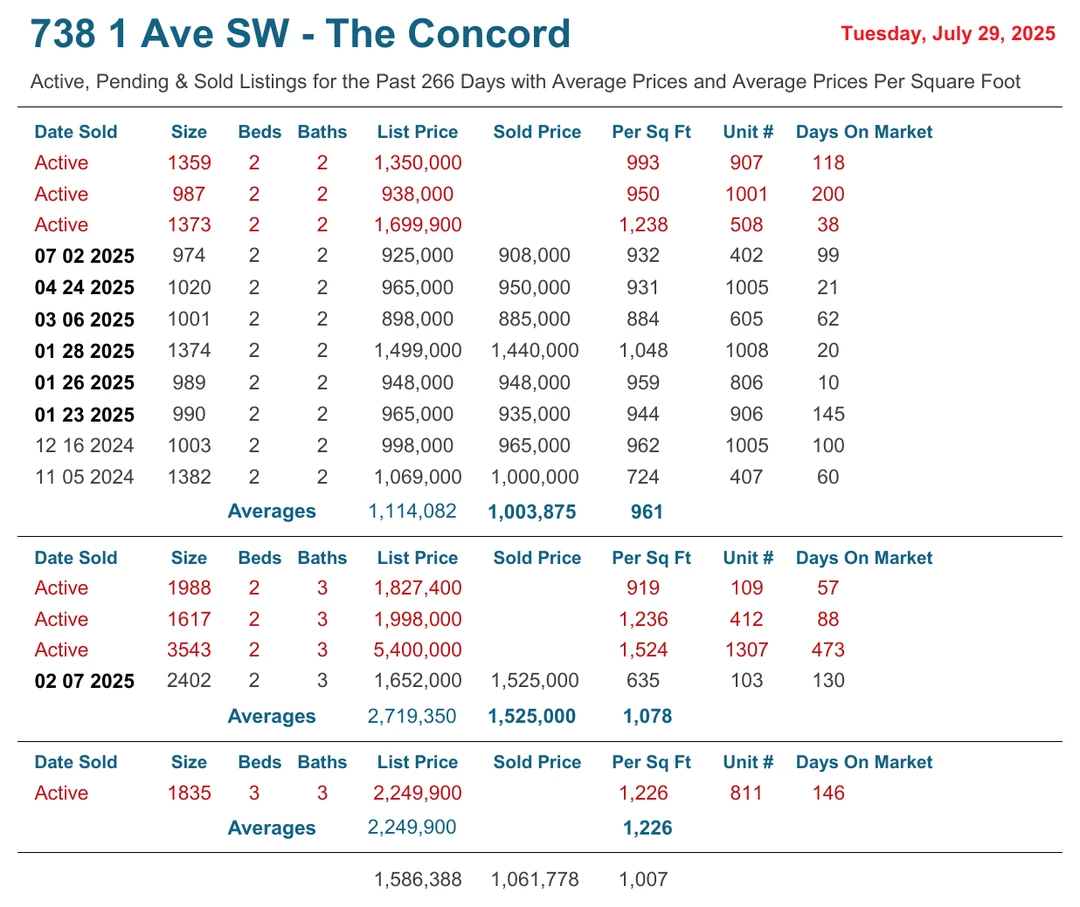 738 1 Ave SW - The Concord Tuesday, July 29, 2025
Active, Pending & Sold Listings for the Past 266 Days with Average Prices and Average Prices Per Square Foot
Date Sold Size Beds Baths List Price Sold Price Per Sq Ft Unit # Days On Market
Active 1359 2 2 1,350,000 993 907 118
Active 987 2 2 938,000 950 1001 200
Active 1373 2 2 1,699,900 1,238 508 38
07 02 2025 974 2 2 925,000 908,000 932 402 99
04 24 2025 1020 2 2 965,000 950,000 931 1005 21
03 06 2025 1001 2 2 898,000 885,000 884 605 62
01 28 2025 1374 2 2 1,499,000 1,440,000 1,048 1008 20
01 26 2025 989 2 2 948,000 948,000 959 806 10
01 23 2025 990 2 2 965,000 935,000 944 906 145
12 16 2024 1003 2 2 998,000 965,000 962 1005 100
11 05 2024 1382 2 2 1,069,000 1,000,000 724 407 60
Averages 1,114,082 1,003,875 961
Date Sold Size Beds Baths List Price Sold Price Per Sq Ft Unit # Days On Market
Active 1988 2 3 1,827,400 919 109 57
Active 1617 2 3 1,998,000 1,236 412 88
Active 3543 2 3 5,400,000 1,524 1307 473
02 07 2025 2402 2 3 1,652,000 1,525,000 635 103 130
Averages 2,719,350 1,525,000 1,078
Date Sold Size Beds Baths List Price Sold Price Per Sq Ft Unit # Days On Market
Active 1835 3 3 2,249,900 1,226 811 146
Averages 2,249,900 1,226
1,586,388 1,061,778 1,007